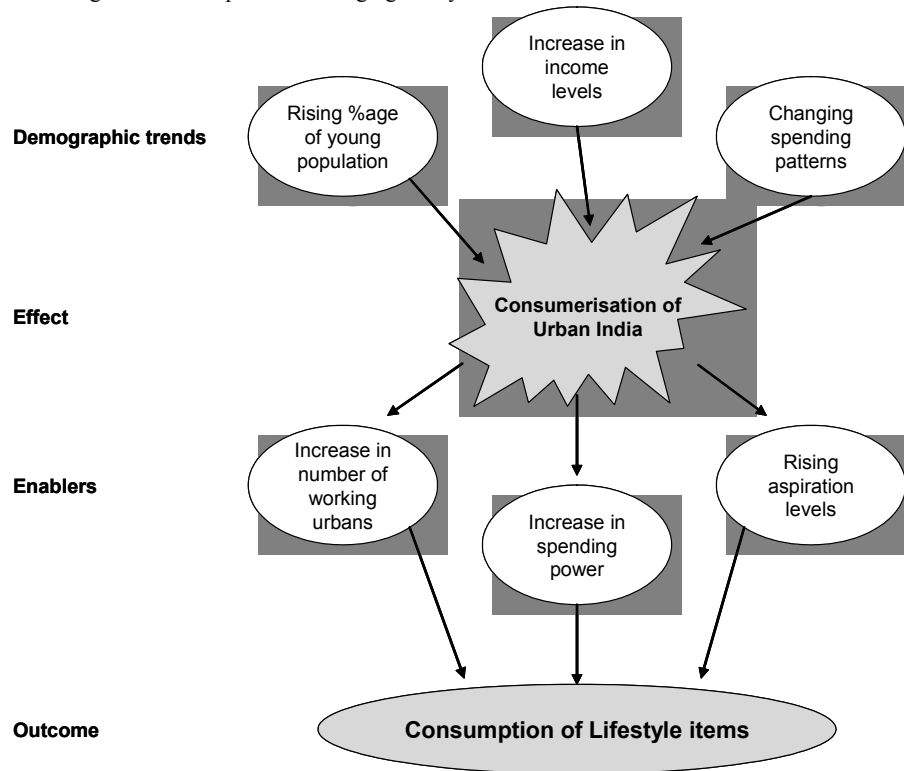 Increase in
income
levels
Demographic trends
Rising %age
of young
population
Changing
spending
patterns
Effect
Consumerisation of
Urban India
Enablers
Increase in
number of
working
urbans
Increase in
spending
power
Rising
aspiration
levels
Outcome
Consumption of Lifestyle items